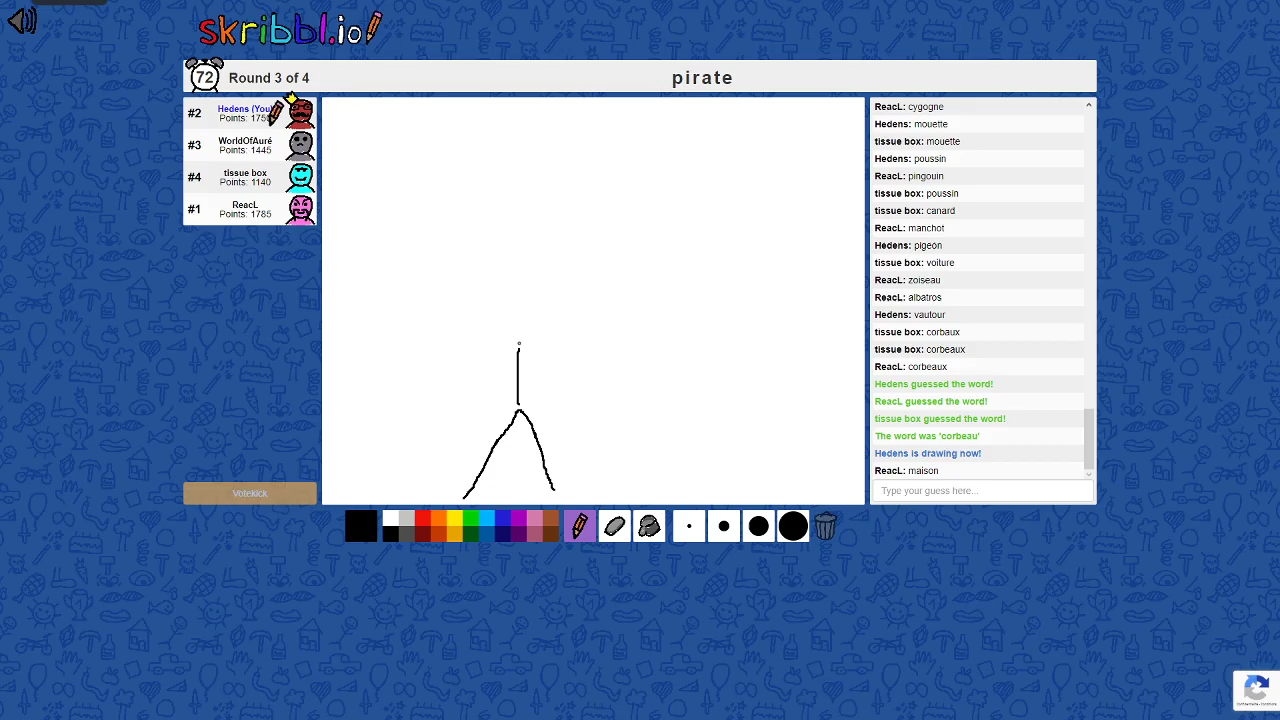 skribbl.io
72
Round 3 of 4
pirate
#2
Hedens (You)
Points: 1755
#3
WorldOfAuré
Points: 1445
#4
tissue box
Points: 1140
#1
ReacL
Points: 1785
Votekick
ReacL: cygogne
Hedens: mouette
tissue box: mouette
Hedens: poussin
ReacL: pingouin
tissue box: poussin
tissue box: canard
ReacL: manchot
Hedens: pigeon
tissue box: voiture
ReacL: zoiseau
ReacL: albatros
Hedens: vautour
tissue box: corbaux
tissue box: corbeaux
ReacL: corbeaux
Hedens guessed the word!
ReacL guessed the word!
tissue box guessed the word!
The word was 'corbeau'
Hedens is drawing now!
ReacL: maison
Type your guess here...